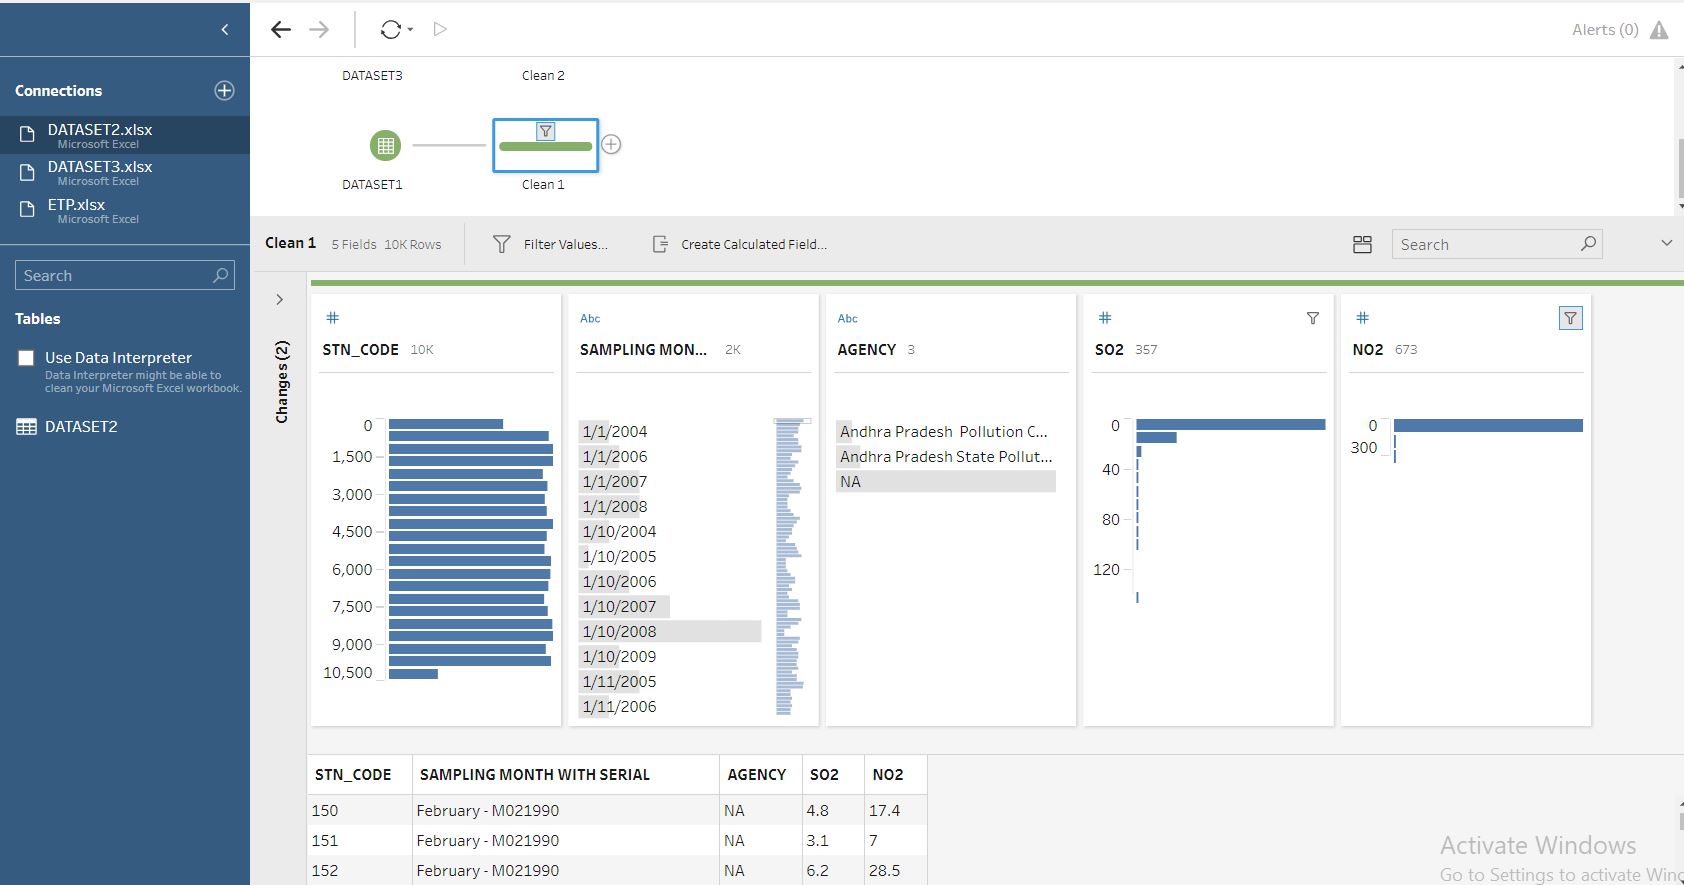 Alerts (0)
Connections
DATASET2.xlsx
Microsoft Excel
DATASET3.xlsx
Microsoft Excel
ETP.xlsx
Microsoft Excel
Search
Tables
Use Data Interpreter
Data Interpreter might be able to
clean your Microsoft Excel workbook.
DATASET2
DATASET3
Clean 2
DATASET1
Clean 1
Clean 1 5 Fields 10K Rows
Filter Values...
Create Calculated Field...
Search
Changes (2)
#
STN_CODE 10K
0
1,500
3,000
4,500
6,000
7,500
9,000
10,500
Abc
SAMPLING MON... 2K
1/1/2004
1/1/2006
1/1/2007
1/1/2008
1/10/2004
1/10/2005
1/10/2006
1/10/2007
1/10/2008
1/10/2009
1/11/2005
1/11/2006
Abc
AGENCY 3
Andhra Pradesh  Pollution C...
Andhra Pradesh State Pollut...
NA
#
SO2 357
0
40
80
120
#
NO2 673
0
300
STN_CODE SAMPLING MONTH WITH SERIAL AGENCY SO2 NO2
150 February - M021990 NA 4.8 17.4
151 February - M021990 NA 3.1 7
152 February - M021990 NA 6.2 28.5
Activate Windows
Go to Settings to activate Winc